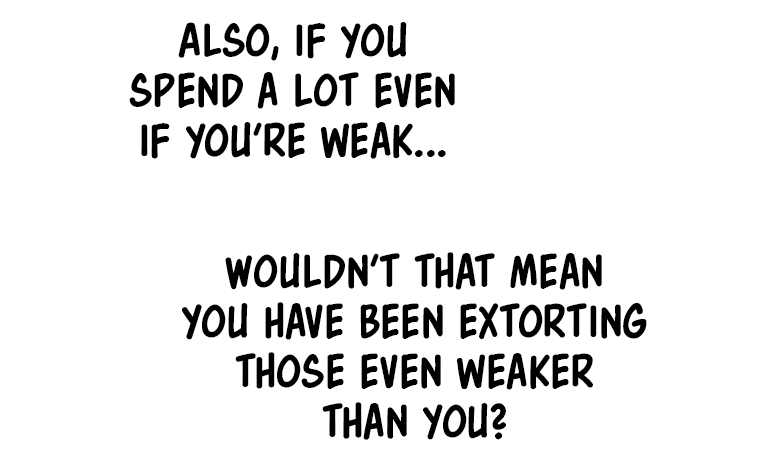 ALSO, IF YOU
SPEND A LOT EVEN
IF YOU'RE WEAK...
WOULDN'T THAT MEAN
YOU HAVE BEEN EXTORTING
THOSE EVEN WEAKER
THAN YOU?